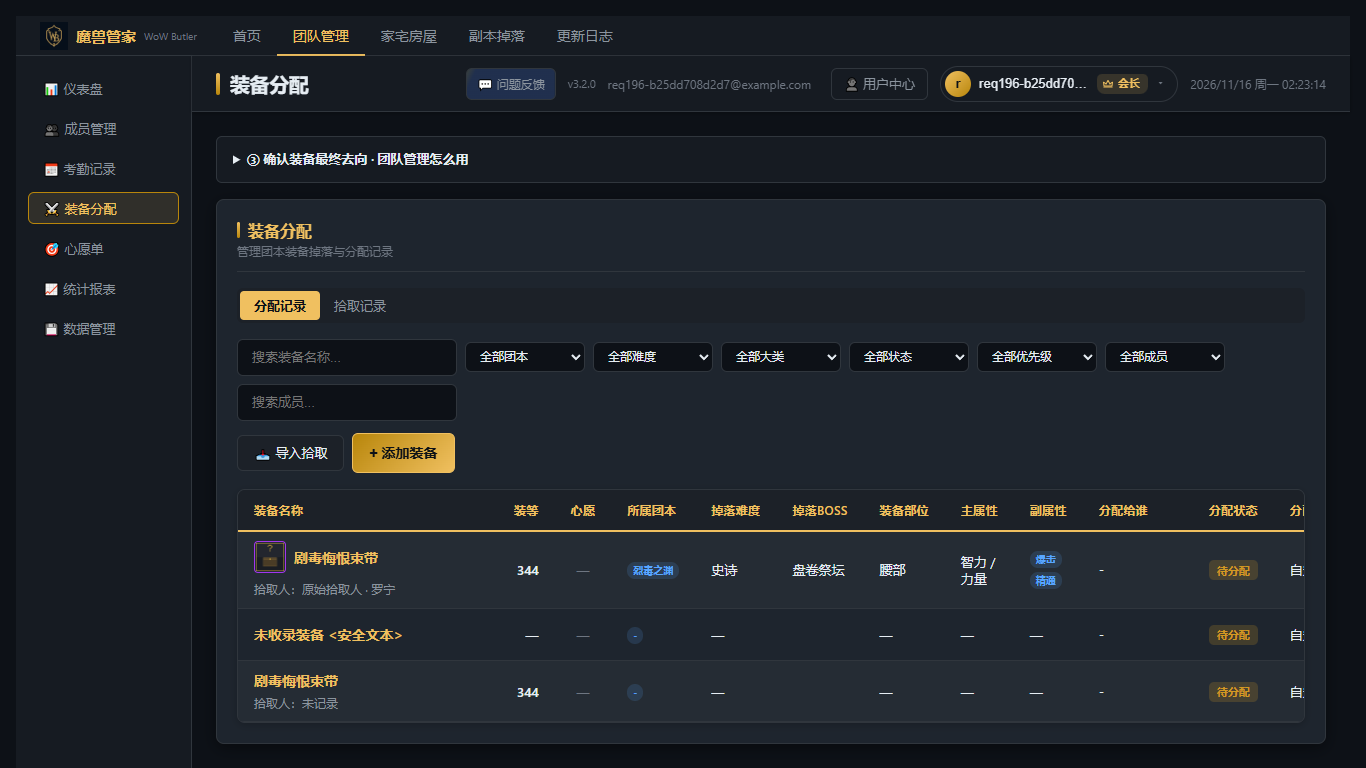 魔兽管家 WoW Butler 首页 团队管理 家宅房屋 副本掉落 更新日志
仪表盘
成员管理
考勤记录
装备分配
心愿单
统计报表
数据管理
装备分配 问题反馈 v3.2.0 req196-b25dd708d2d7@example.com 用户中心 r req196-b25dd70... 会长 2026/11/16 周一 02:23:14
▶ ③ 确认装备最终去向 · 团队管理怎么用
装备分配
管理团本装备掉落与分配记录
分配记录 拾取记录
搜索装备名称... 全部团本 全部难度 全部大类 全部状态 全部优先级 全部成员
搜索成员...
导入拾取 + 添加装备
装备名称 装等 心愿 所属团本 掉落难度 掉落BOSS 装备部位 主属性 副属性 分配给谁 分配状态 分
剧毒悔恨束带 344 — 烈毒之渊 史诗 盘卷祭坛 腰部 智力 / 力量 爆击 精通 - 待分配 自
拾取人：原始拾取人 · 罗宁
未收录装备 <安全文本> — — - — — — — - 待分配 自
剧毒悔恨束带 344 — - — — — — - 待分配 自
拾取人：未记录